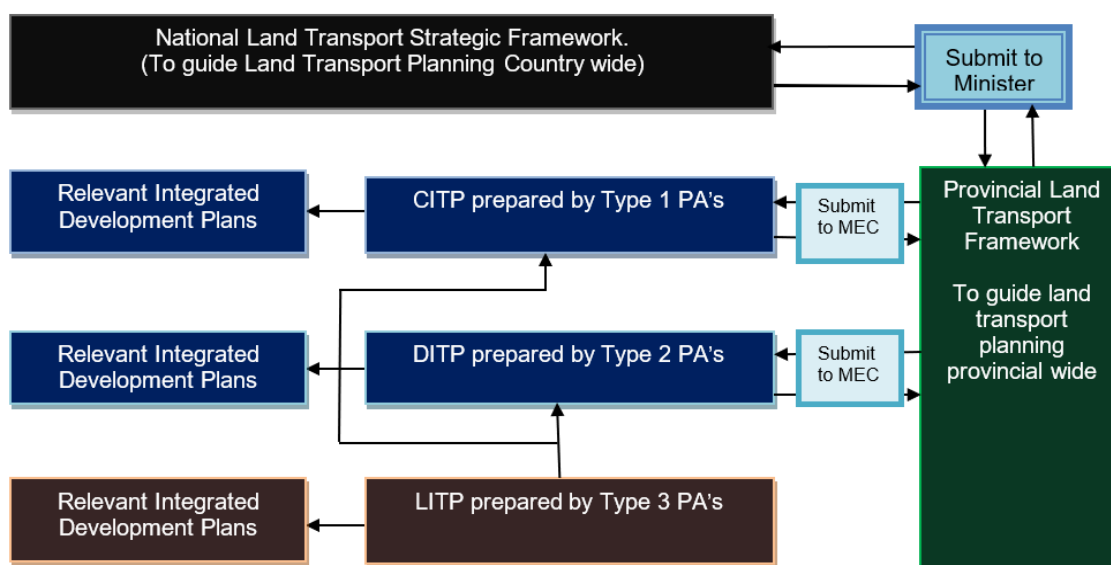 National Land Transport Strategic Framework.
(To guide Land Transport Planning Country wide)
Submit to
Minister
Relevant Integrated
Development Plans
CITP prepared by Type 1 PA's
Submit
to MEC
Provincial Land
Transport
Framework
To guide land
transport
planning
provincial wide
Relevant Integrated
Development Plans
DITP prepared by Type 2 PA's
Submit
to MEC
Relevant Integrated
Development Plans
LITP prepared by Type 3 PA's